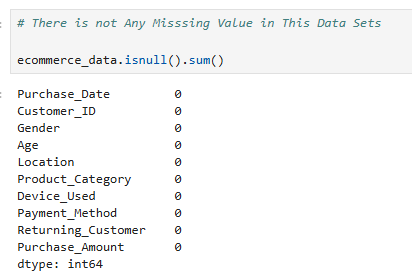 # There is not Any Misssing Value in This Data Sets
ecommerce_data.isnull().sum()
Purchase_Date 0
Customer_ID 0
Gender 0
Age 0
Location 0
Product_Category 0
Device_Used 0
Payment_Method 0
Returning_Customer 0
Purchase_Amount 0
dtype: int64